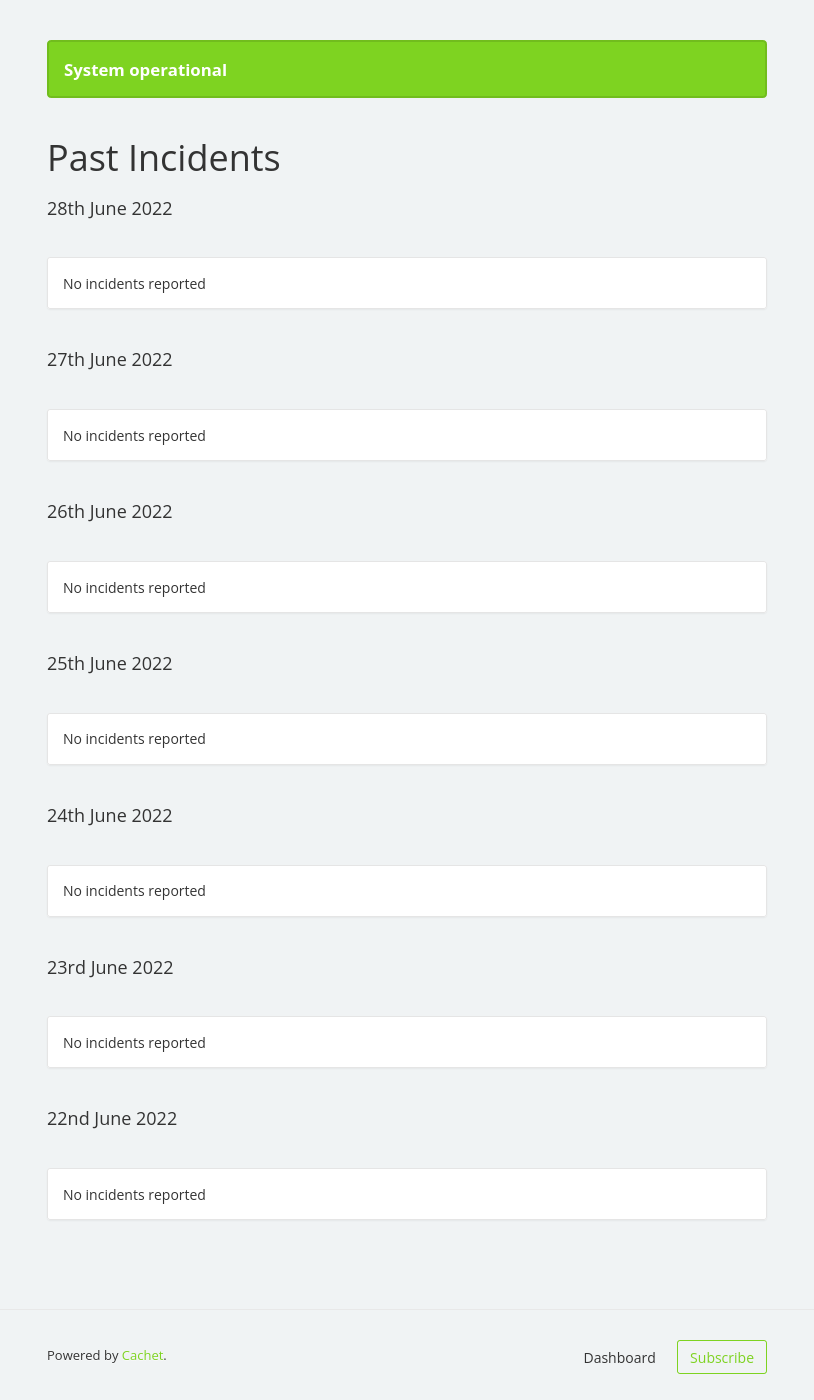 System operational
Past Incidents
28th June 2022
No incidents reported
27th June 2022
No incidents reported
26th June 2022
No incidents reported
25th June 2022
No incidents reported
24th June 2022
No incidents reported
23rd June 2022
No incidents reported
22nd June 2022
No incidents reported
Powered by Cachet.
Dashboard
Subscribe